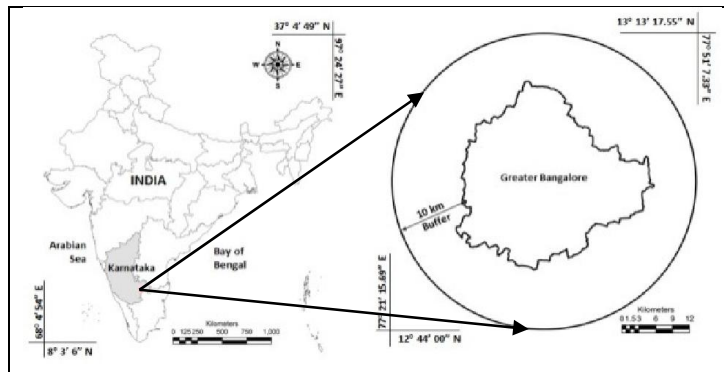 37° 4' 49" N
97° 24' 27" E
N
W E
S
INDIA
Arabian
Sea
Karnataka
Bay of
Bengal
68° 4' 54" E
8° 3' 6" N
Kilometers
0 125 250 500 750 1,000
13° 13' 17.55" N
77° 51' 7.33" E
Greater Bangalore
10 km
Buffer
77° 21' 15.69" E
12° 44' 00" N
Kilometers
0 1.5 3 6 9 12